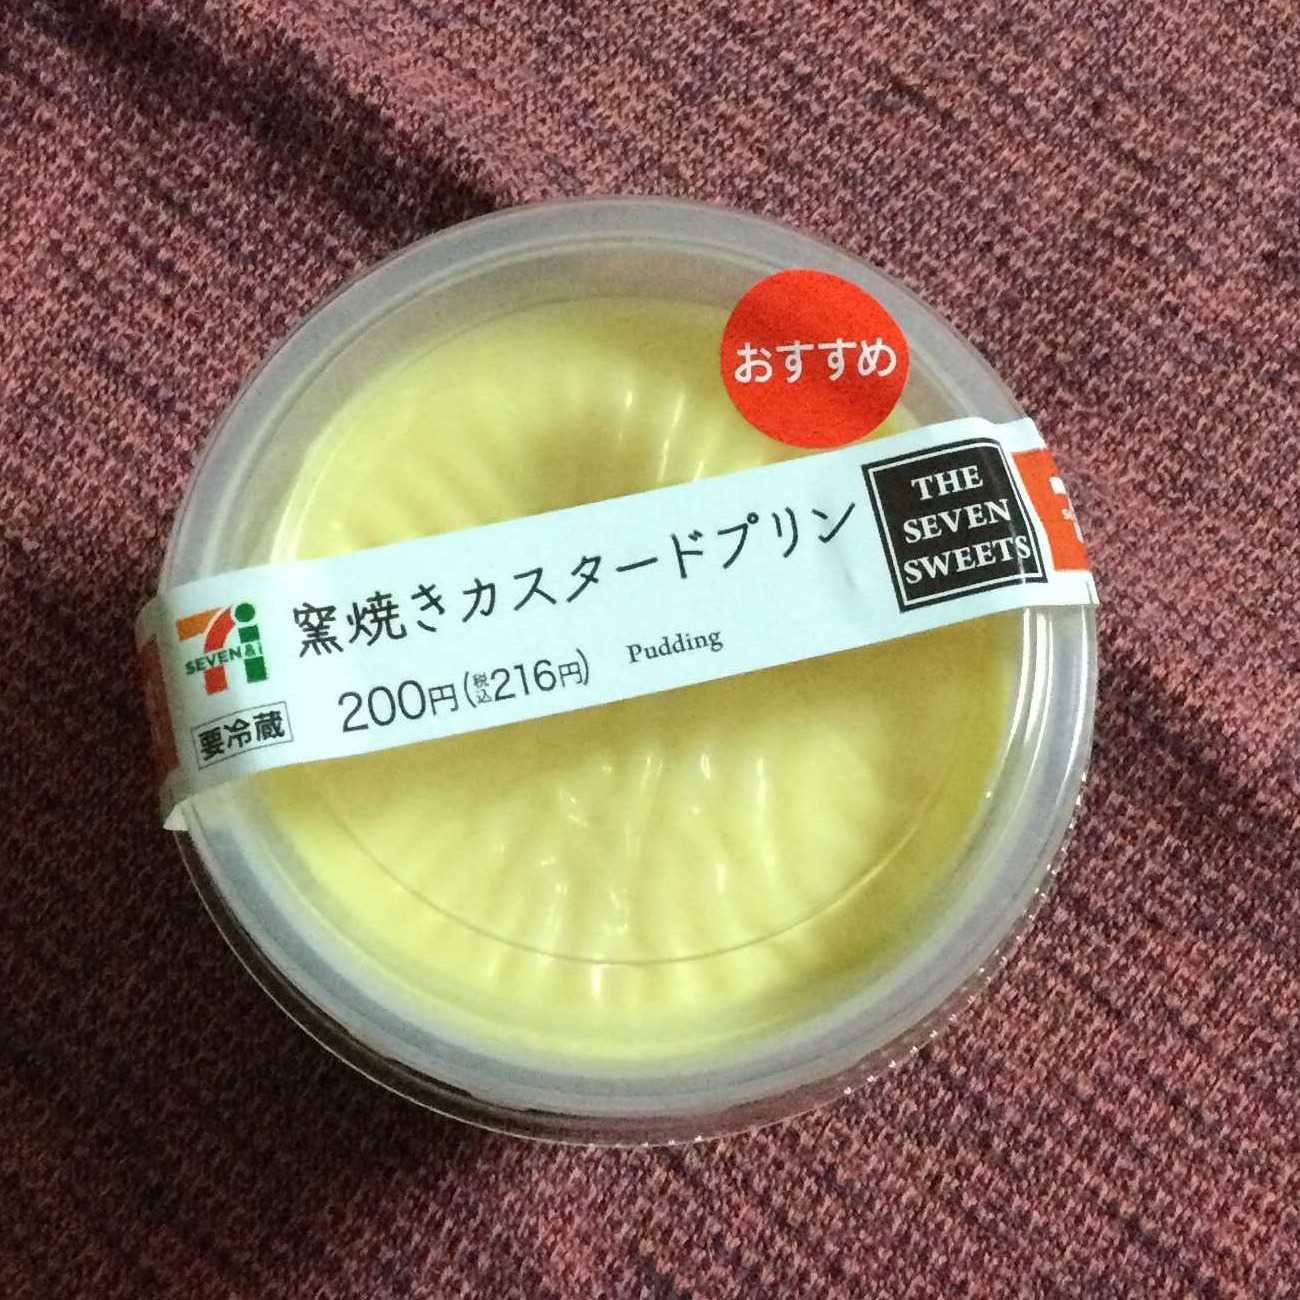 おすすめ
THE
SEVEN
SWEETS
窯焼きカスタードプリン
SEVEN&i
200円(税込216円)
Pudding
要冷蔵